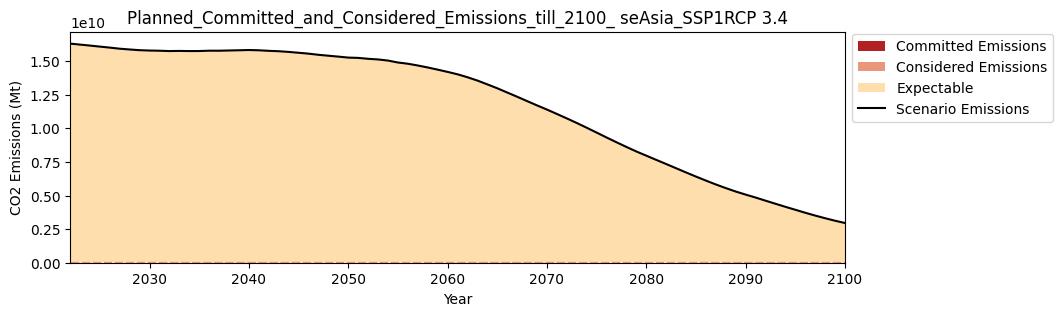 Planned_Committed_and_Considered_Emissions_till_2100_ seAsia_SSP1RCP 3.4
1e10
1.50
1.25
1.00
0.75
0.50
0.25
0.00
CO2 Emissions (Mt)
2030 2040 2050 2060 2070 2080 2090 2100
Year
Committed Emissions
Considered Emissions
Expectable
Scenario Emissions